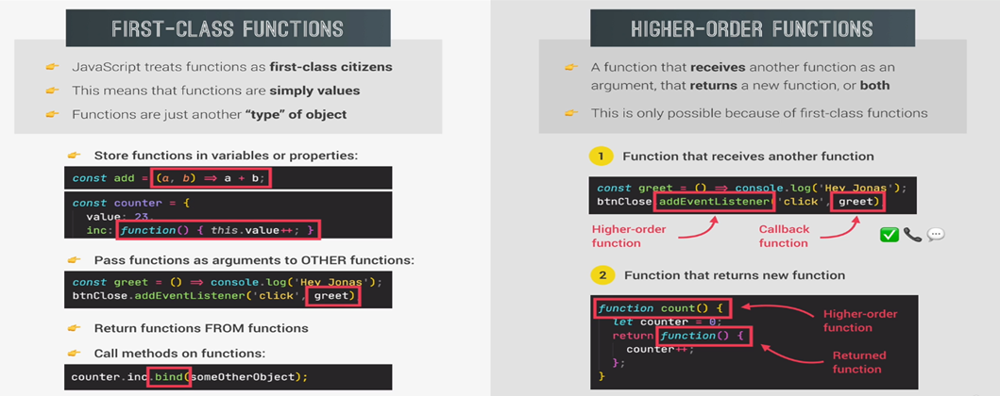 FIRST-CLASS FUNCTIONS
👉 JavaScript treats functions as first-class citizens
👉 This means that functions are simply values
👉 Functions are just another “type” of object
👉 Store functions in variables or properties:
const add = (a, b) => a + b;
const counter = {
value: 23,
inc: function() { this.value++; }
👉 Pass functions as arguments to OTHER functions:
const greet = () => console.log('Hey Jonas');
btnClose.addEventListener('click', greet)
👉 Return functions FROM functions
👉 Call methods on functions:
counter.inc.bind(someOtherObject);
HIGHER-ORDER FUNCTIONS
👉 A function that receives another function as an
argument, that returns a new function, or both
👉 This is only possible because of first-class functions
1 Function that receives another function
const greet = () => console.log('Hey Jonas');
btnClose.addEventListener('click', greet)
Higher-order
function
Callback
function
✅ 📞 💬
2 Function that returns new function
function count() {
let counter = 0;
return function() {
counter++;
};
}
Higher-order
function
Returned
function